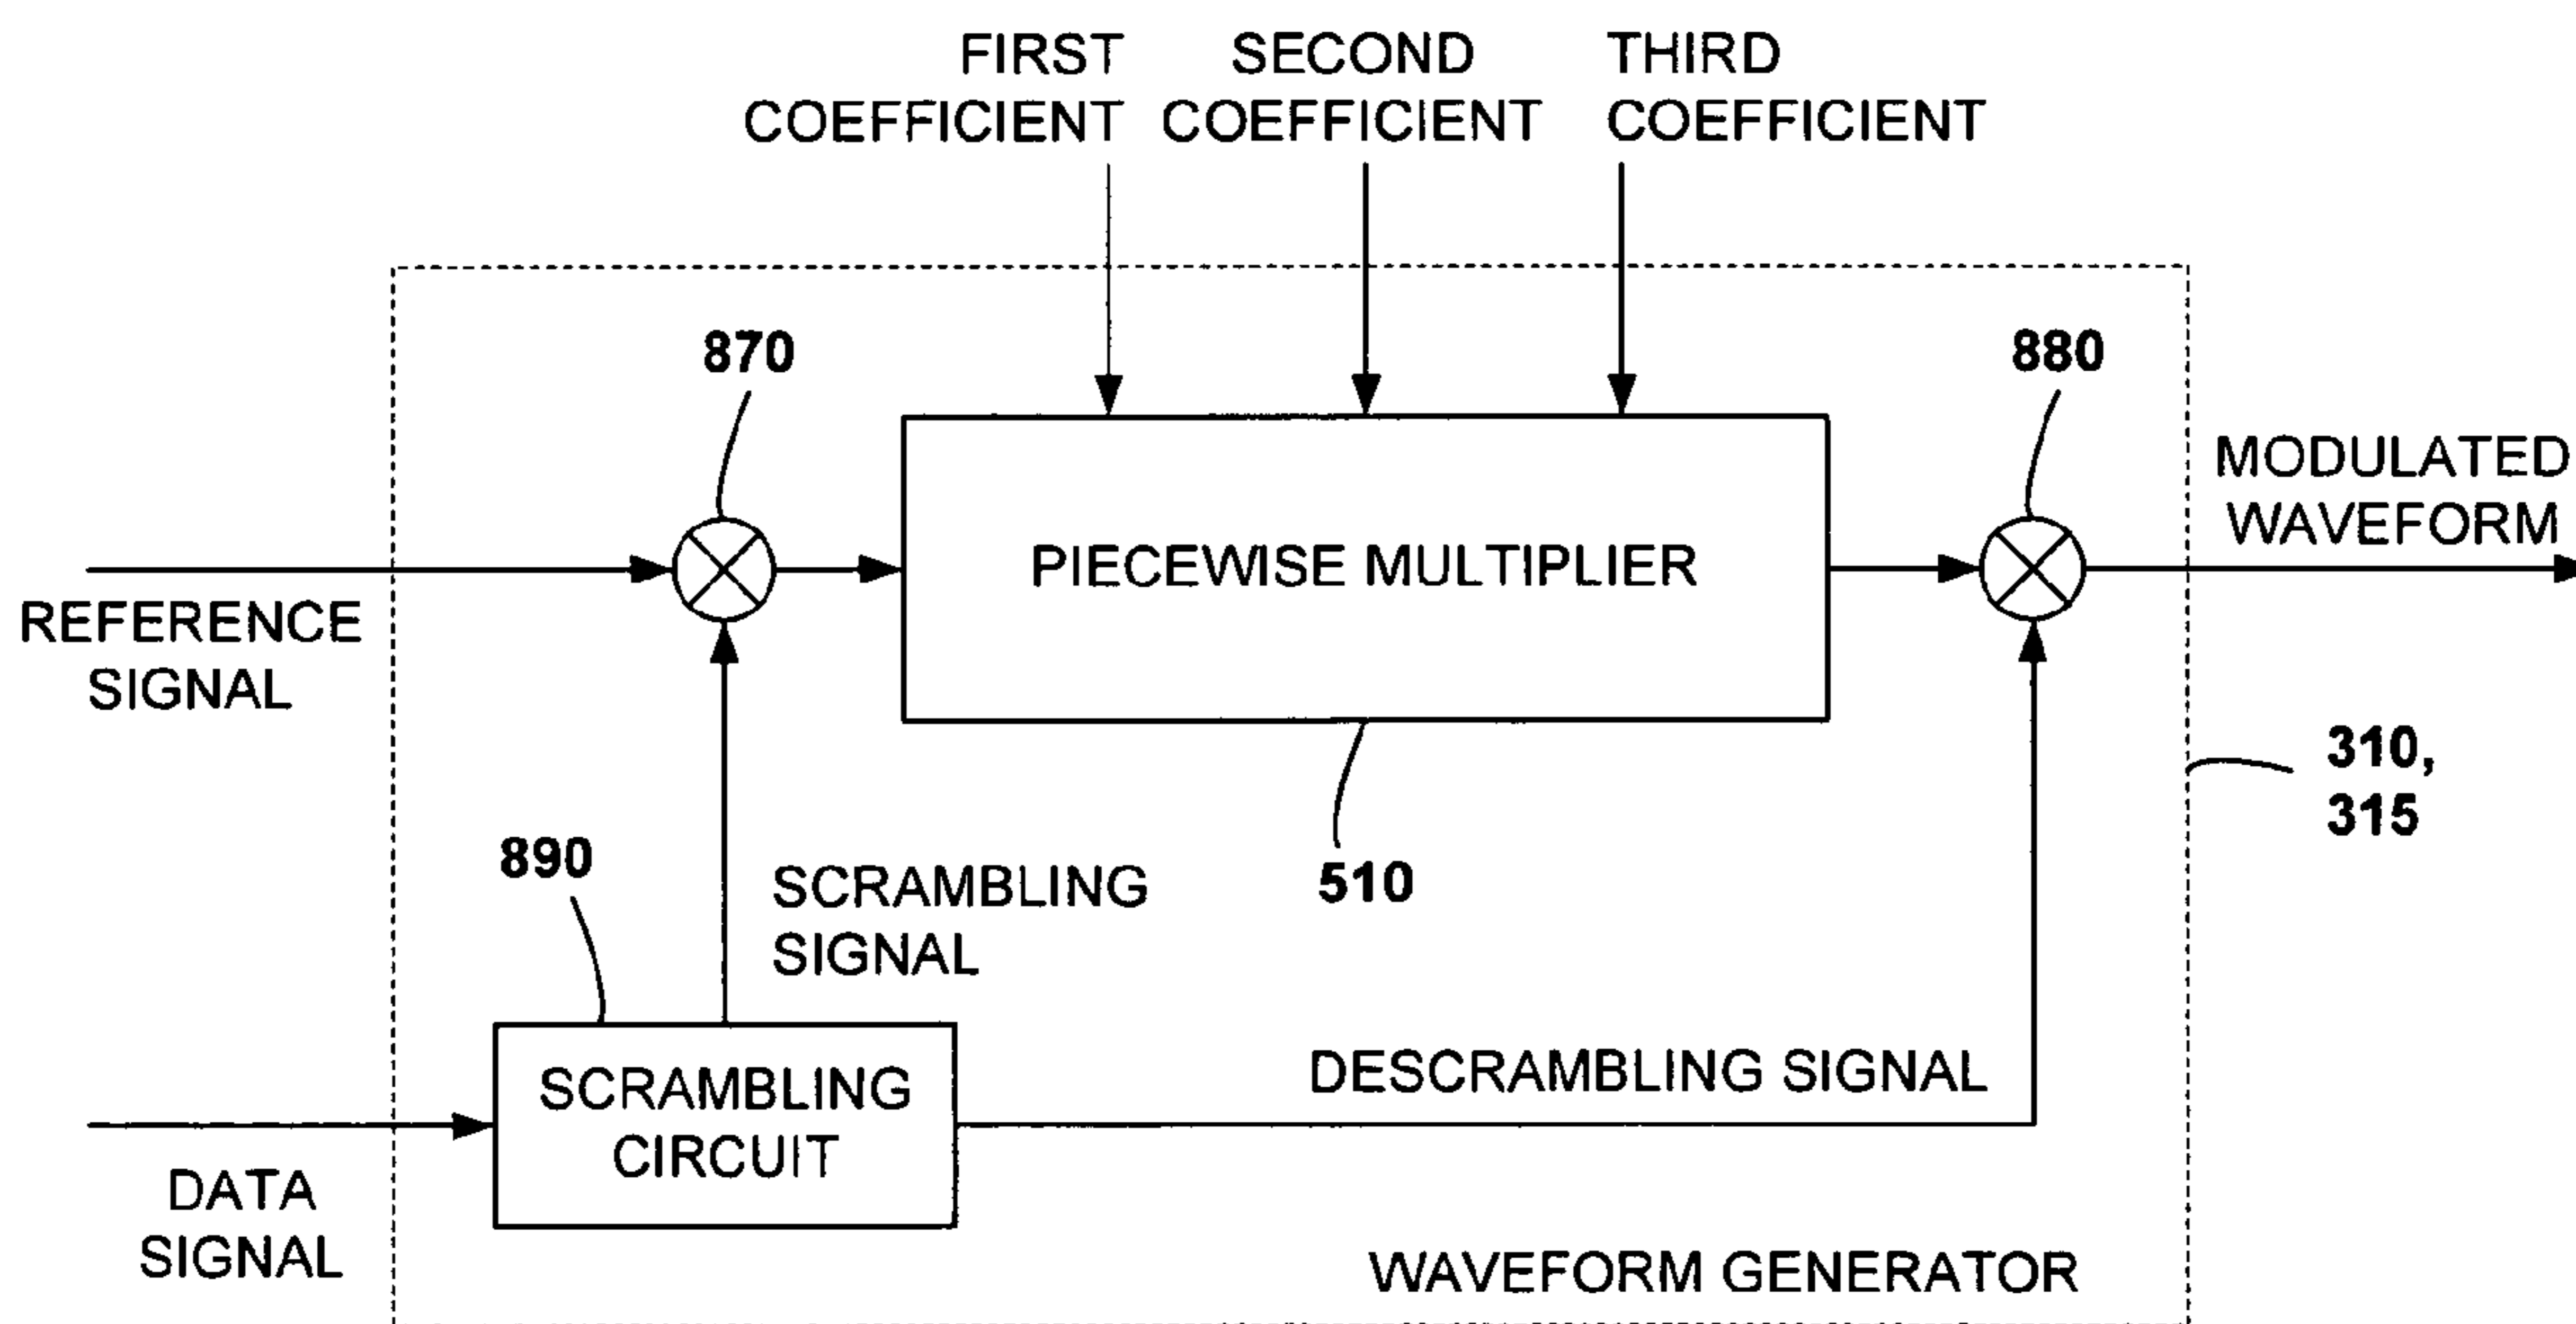 FIRST
COEFFICIENT
SECOND
COEFFICIENT
THIRD
COEFFICIENT
870
880
MODULATED
WAVEFORM
PIECEWISE MULTIPLIER
REFERENCE
SIGNAL
310,
315
890
SCRAMBLING
SIGNAL
510
SCRAMBLING
CIRCUIT
DESCRAMBLING SIGNAL
DATA
SIGNAL
WAVEFORM GENERATOR